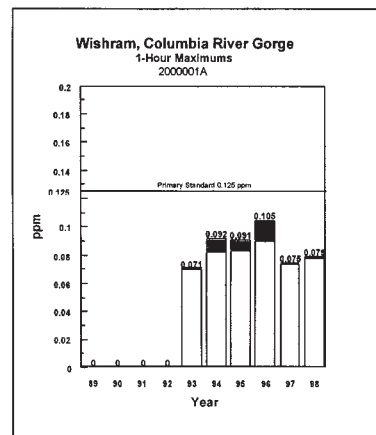 Wishram, Columbia River Gorge
1-Hour Maximums
2000001A
0.2
0.18
0.16
0.14
Primary Standard 0.125 ppm
0.125
0.1
0.08
0.06
0.04
0.02
0
ppm
0 0 0 0 0.071 0.092 0.091 0.105 0.075 0.079
89 90 91 92 93 94 95 96 97 98
Year